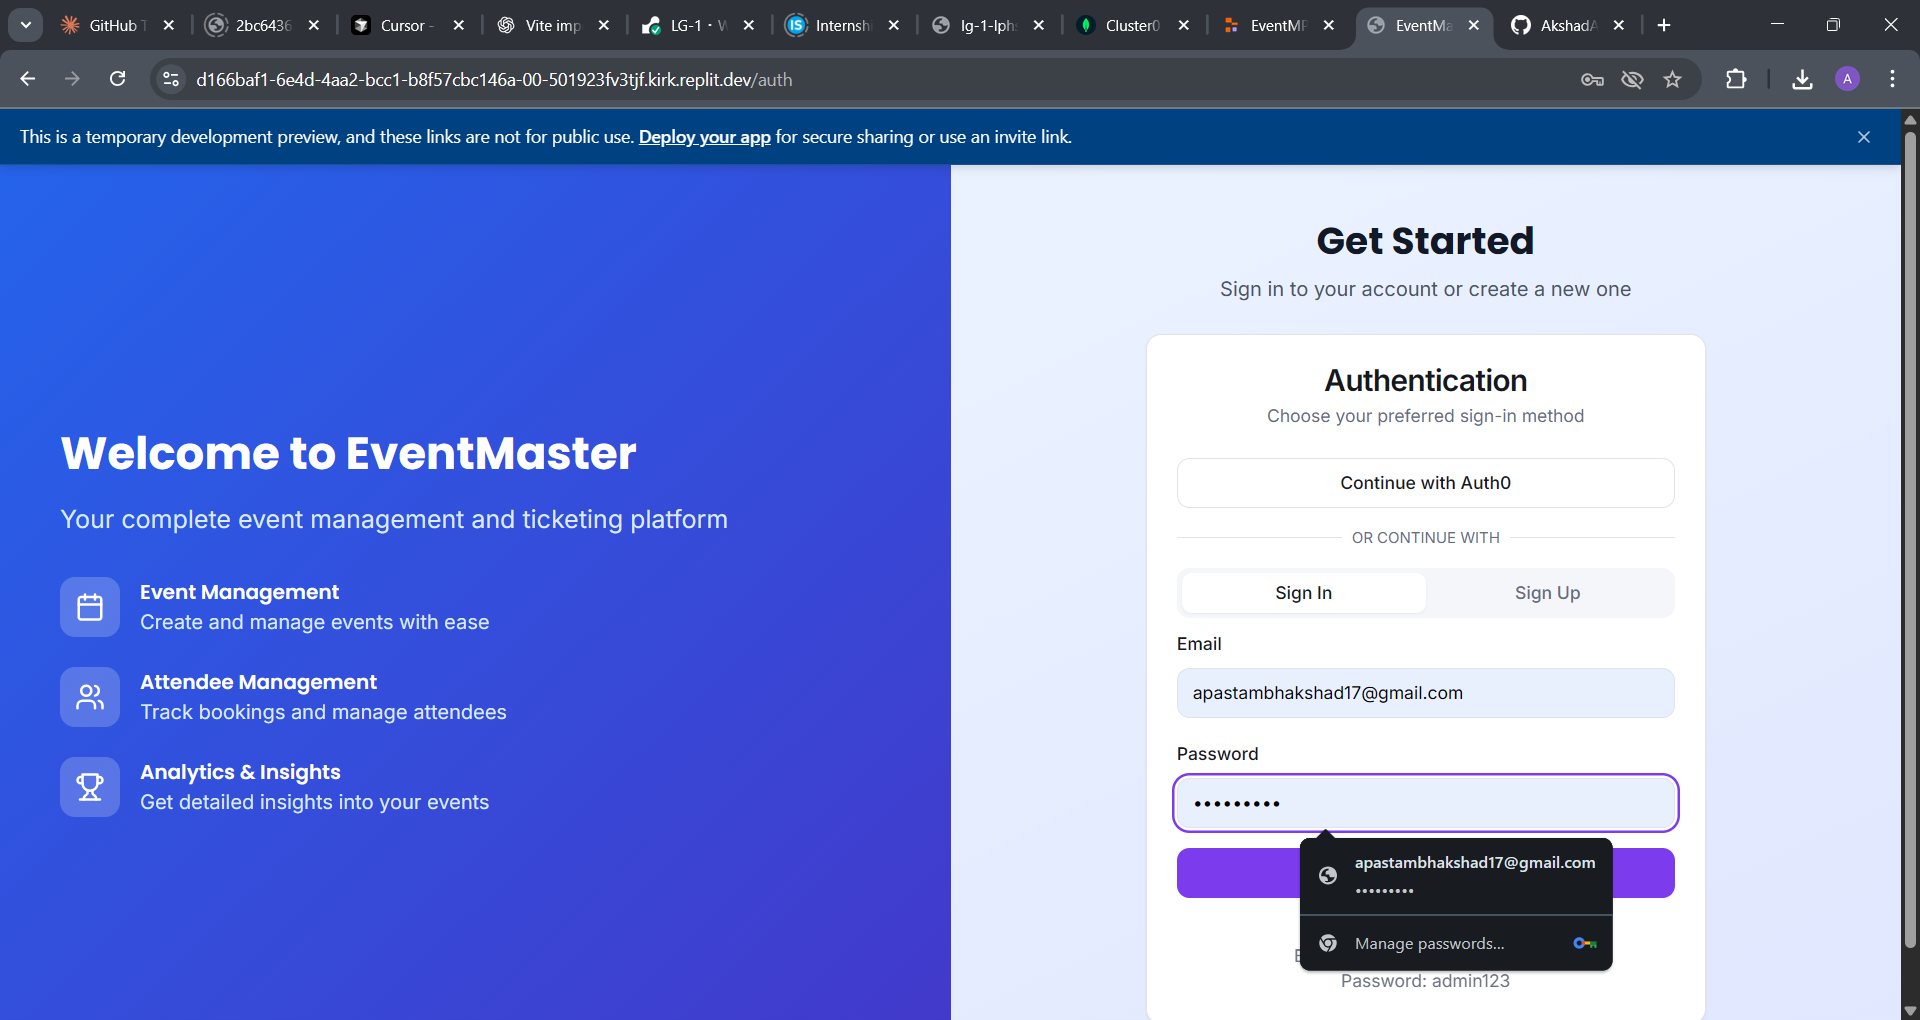 GitHub T
2bc6436
Cursor -
Vite imp
LG-1 · W
Internshi
lg-1-lph
Cluster0
EventMP
EventMa
AkshadA
d166baf1-6e4d-4aa2-bcc1-b8f57cbc146a-00-501923fv3tjf.kirk.replit.dev/auth
A
This is a temporary development preview, and these links are not for public use. Deploy your app for secure sharing or use an invite link.
Welcome to EventMaster
Your complete event management and ticketing platform
Event Management
Create and manage events with ease
Attendee Management
Track bookings and manage attendees
Analytics & Insights
Get detailed insights into your events
Get Started
Sign in to your account or create a new one
Authentication
Choose your preferred sign-in method
Continue with Auth0
OR CONTINUE WITH
Sign In
Sign Up
Email
apastambhakshad17@gmail.com
Password
•••••••••
apastambhakshad17@gmail.com
•••••••••
Manage passwords...
Password: admin123